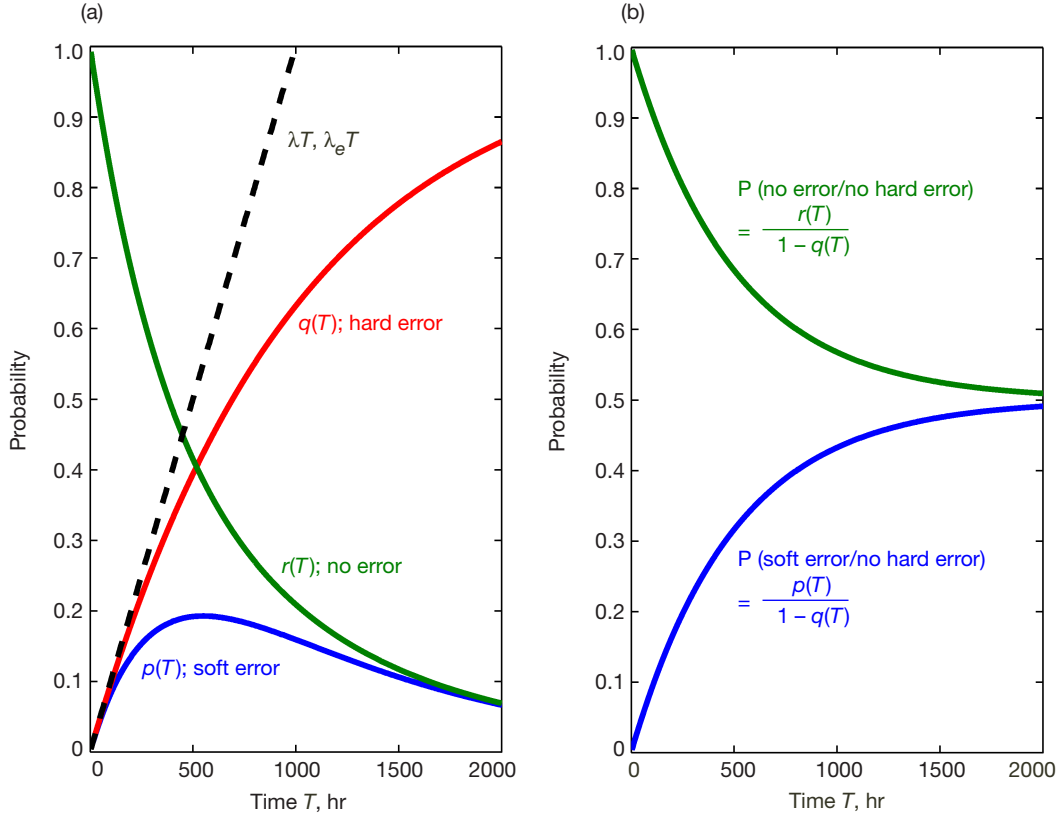 (a)
1.0
0.9
0.8
0.7
0.6
0.5
0.4
0.3
0.2
0.1
0
Probability
λT, λeT
q(T); hard error
r(T); no error
p(T); soft error
0 500 1000 1500 2000
Time T, hr
(b)
1.0
0.9
0.8
0.7
0.6
0.5
0.4
0.3
0.2
0.1
0
Probability
P (no error/no hard error)
= r(T)
1 – q(T)
P (soft error/no hard error)
= p(T)
1 – q(T)
0 500 1000 1500 2000
Time T, hr